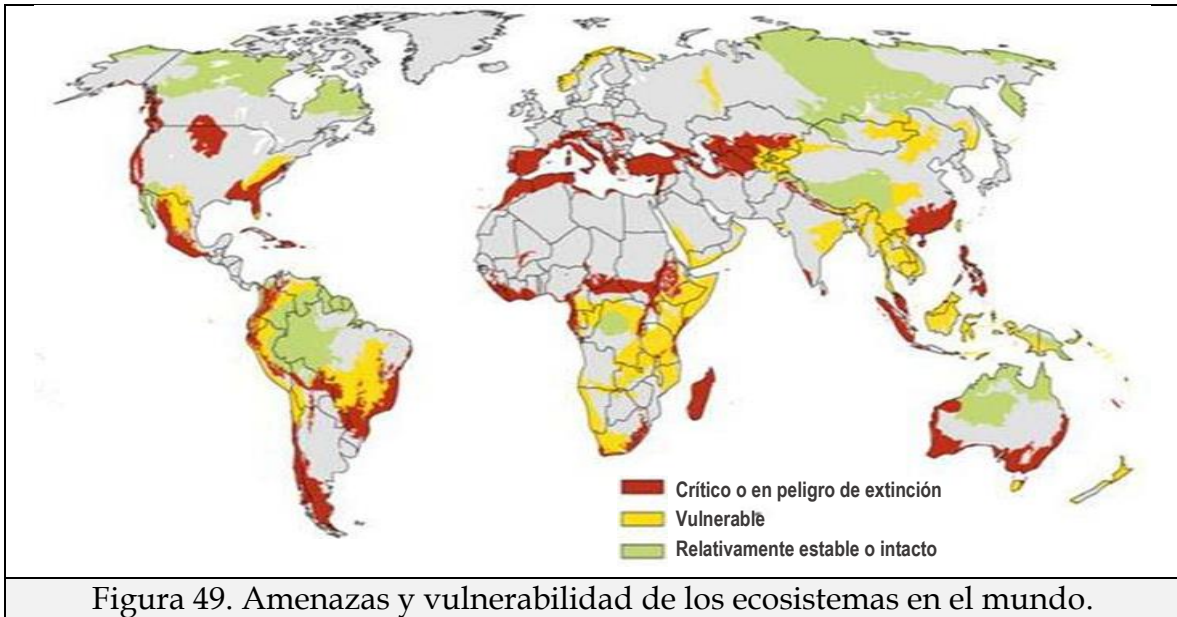 Crítico o en peligro de extinción
Vulnerable
Relativamente estable o intacto
Figura 49. Amenazas y vulnerabilidad de los ecosistemas en el mundo.